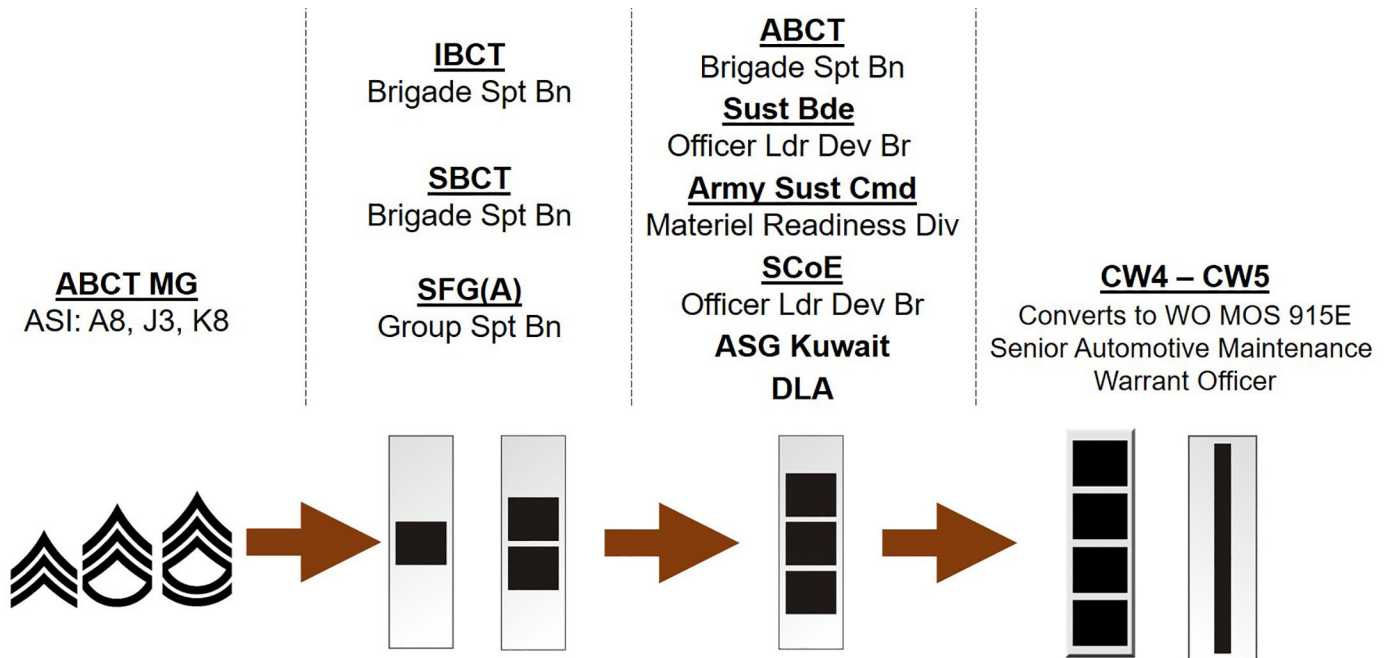 ABCT MG
ASI: A8, J3, K8
IBCT
Brigade Spt Bn
SBCT
Brigade Spt Bn
SFG(A)
Group Spt Bn
ABCT
Brigade Spt Bn
Sust Bde
Officer Ldr Dev Br
Army Sust Cmd
Materiel Readiness Div
SCoE
Officer Ldr Dev Br
ASG Kuwait
DLA
CW4 – CW5
Converts to WO MOS 915E
Senior Automotive Maintenance
Warrant Officer